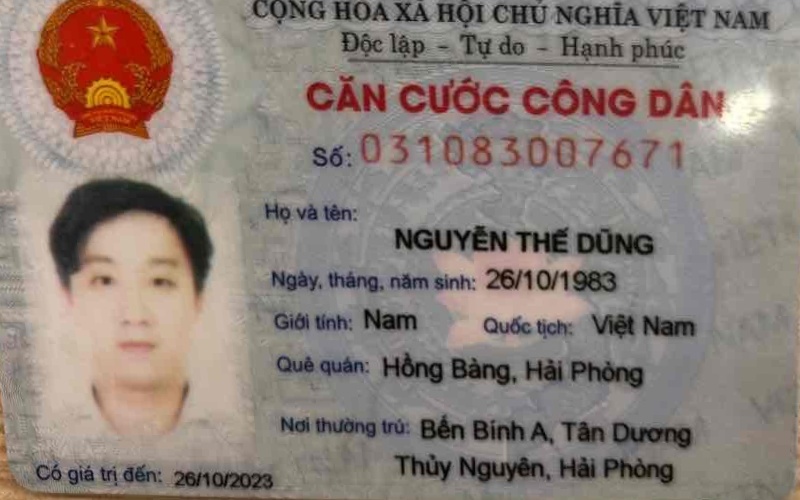 CỘNG HÒA XÃ HỘI CHỦ NGHĨA VIỆT NAM
Độc lập - Tự do - Hạnh phúc
CĂN CƯỚC CÔNG DÂN
Số: 031083007671
Họ và tên:
NGUYỄN THẾ DŨNG
Ngày, tháng, năm sinh: 26/10/1983
Giới tính: Nam Quốc tịch: Việt Nam
Quê quán: Hồng Bàng, Hải Phòng
Nơi thường trú: Bến Bính A, Tân Dương
Thủy Nguyên, Hải Phòng
Có giá trị đến: 26/10/2023
VIỆT NAM